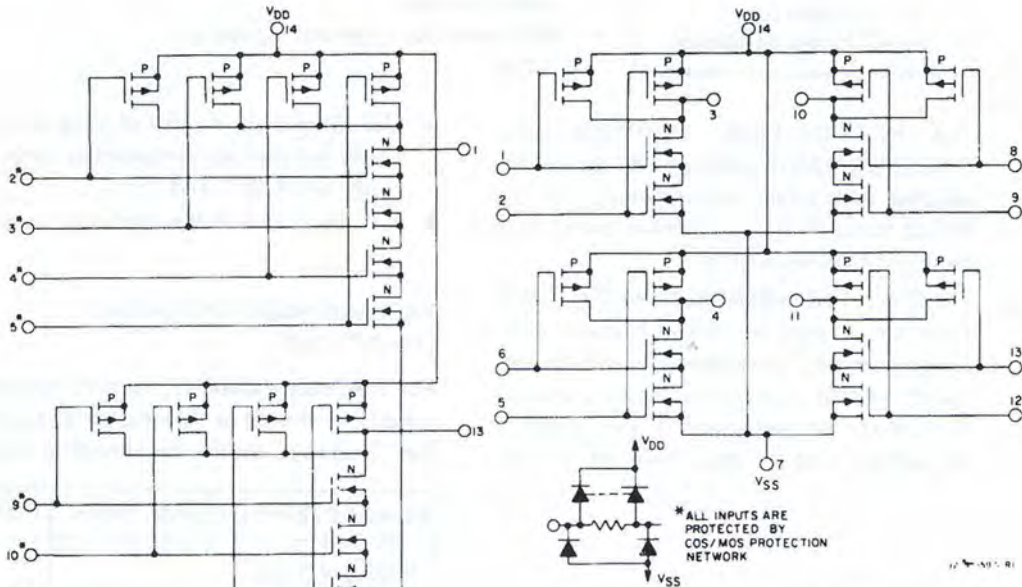 VDD
14
P
P
P
P
N
1
2*
N
3*
N
4*
N
5*
P
P
P
P
13
N
9*
N
10*
N
VDD
14
P
P
P
P
3
10
N
N
1
8
N
N
2
9
P
P
P
P
4
11
N
N
6
13
N
N
5
12
VDD
7
VSS
*ALL INPUTS ARE
PROTECTED BY
COS/MOS PROTECTION
NETWORK
VSS